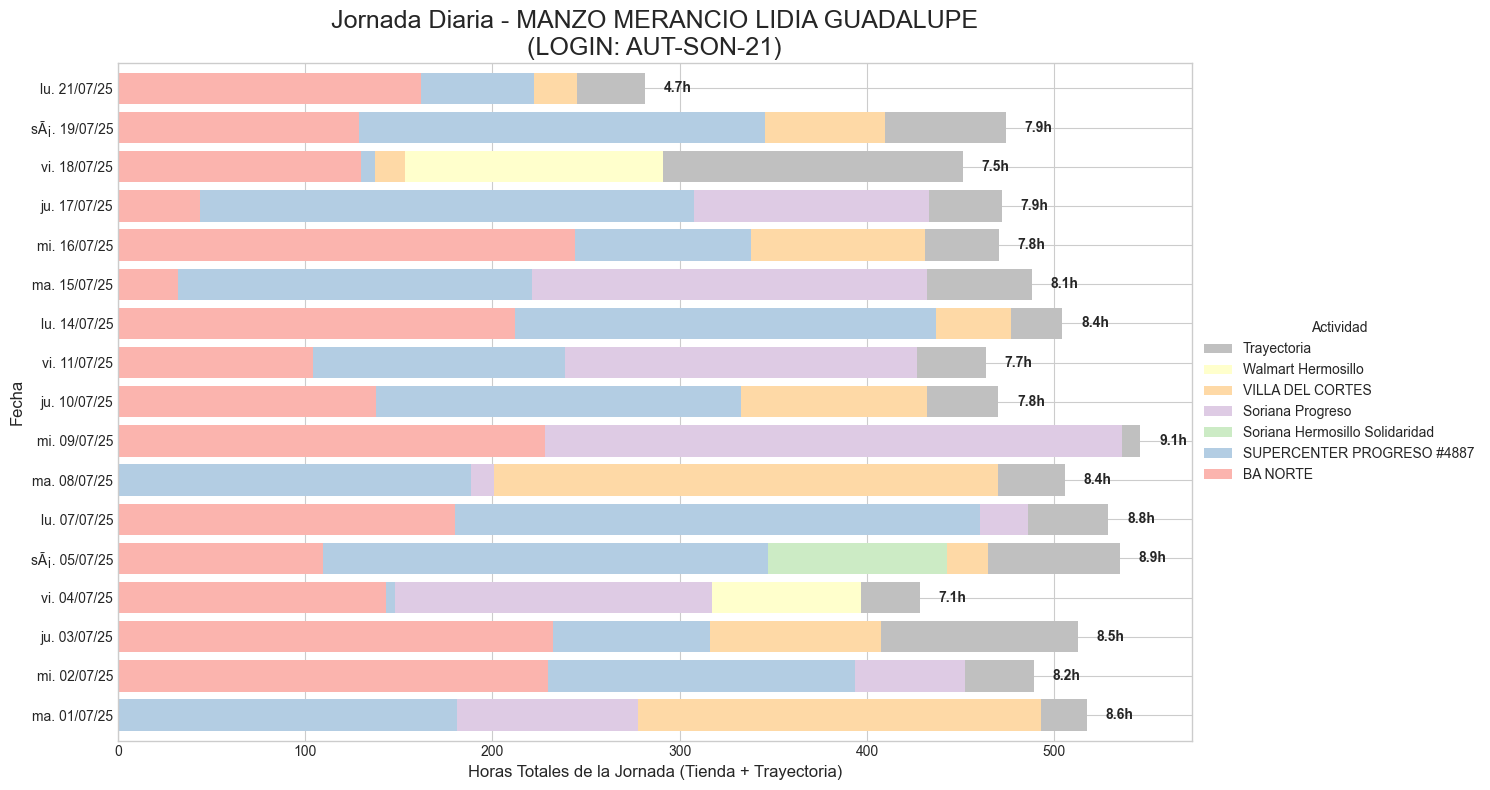 Jornada Diaria - MANZO MERANCIO LIDIA GUADALUPE
(LOGIN: AUT-SON-21)
Fecha
lu. 21/07/25
4.7h
sÃ¡. 19/07/25
7.9h
vi. 18/07/25
7.5h
ju. 17/07/25
7.9h
mi. 16/07/25
7.8h
ma. 15/07/25
8.1h
lu. 14/07/25
8.4h
vi. 11/07/25
7.7h
ju. 10/07/25
7.8h
mi. 09/07/25
9.1h
ma. 08/07/25
8.4h
lu. 07/07/25
8.8h
sÃ¡. 05/07/25
8.9h
vi. 04/07/25
7.1h
ju. 03/07/25
8.5h
mi. 02/07/25
8.2h
ma. 01/07/25
8.6h
0 100 200 300 400 500
Horas Totales de la Jornada (Tienda + Trayectoria)
Actividad
Trayectoria
Walmart Hermosillo
VILLA DEL CORTES
Soriana Progreso
Soriana Hermosillo Solidaridad
SUPERCENTER PROGRESO #4887
BA NORTE